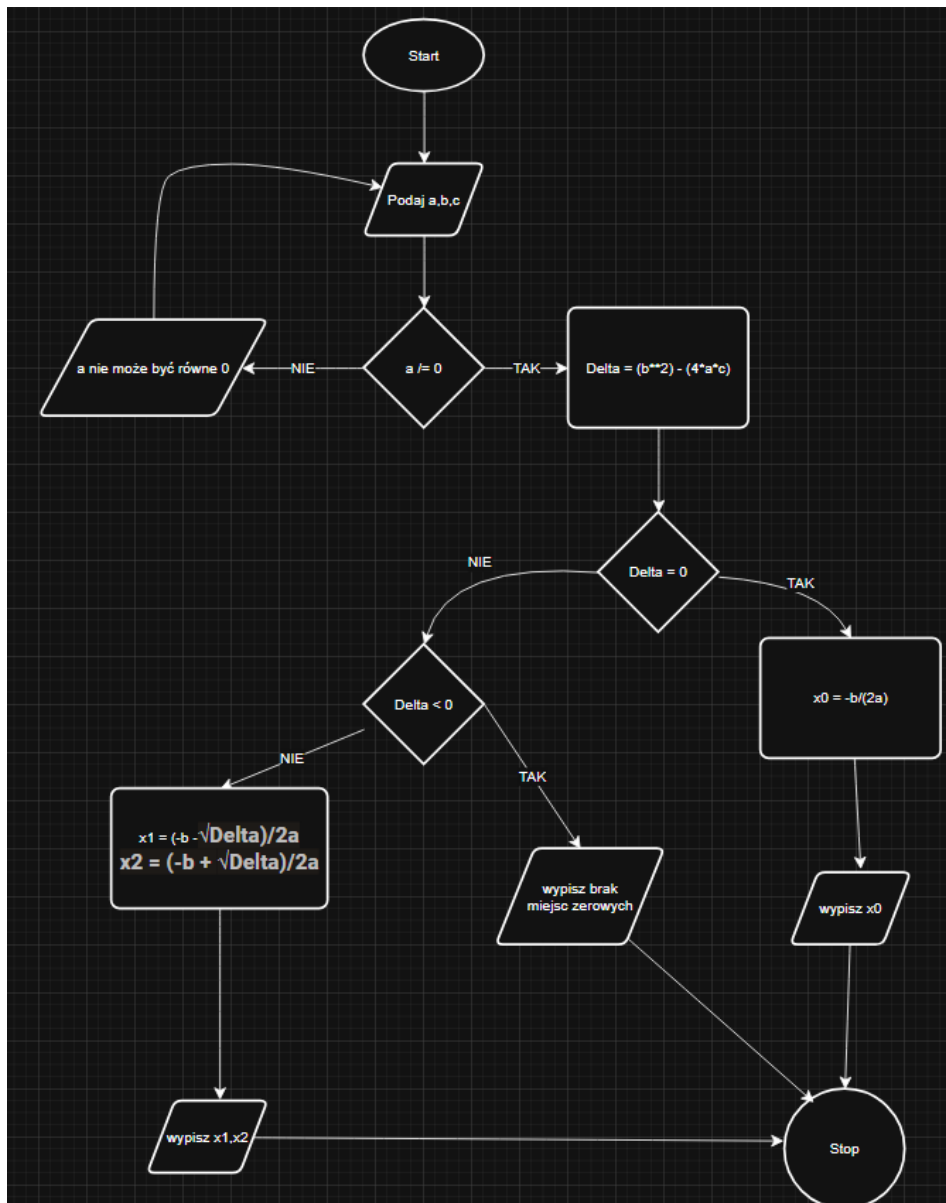 Start
Podaj a,b,c
a nie może być równe 0
NIE
a /= 0
TAK
Delta = (b**2) - (4*a*c)
NIE
Delta = 0
TAK
Delta < 0
x0 = -b/(2a)
NIE
TAK
x1 = (-b -√Delta)/2a
x2 = (-b + √Delta)/2a
wypisz brak
miejsc zerowych
wypisz x0
wypisz x1,x2
Stop